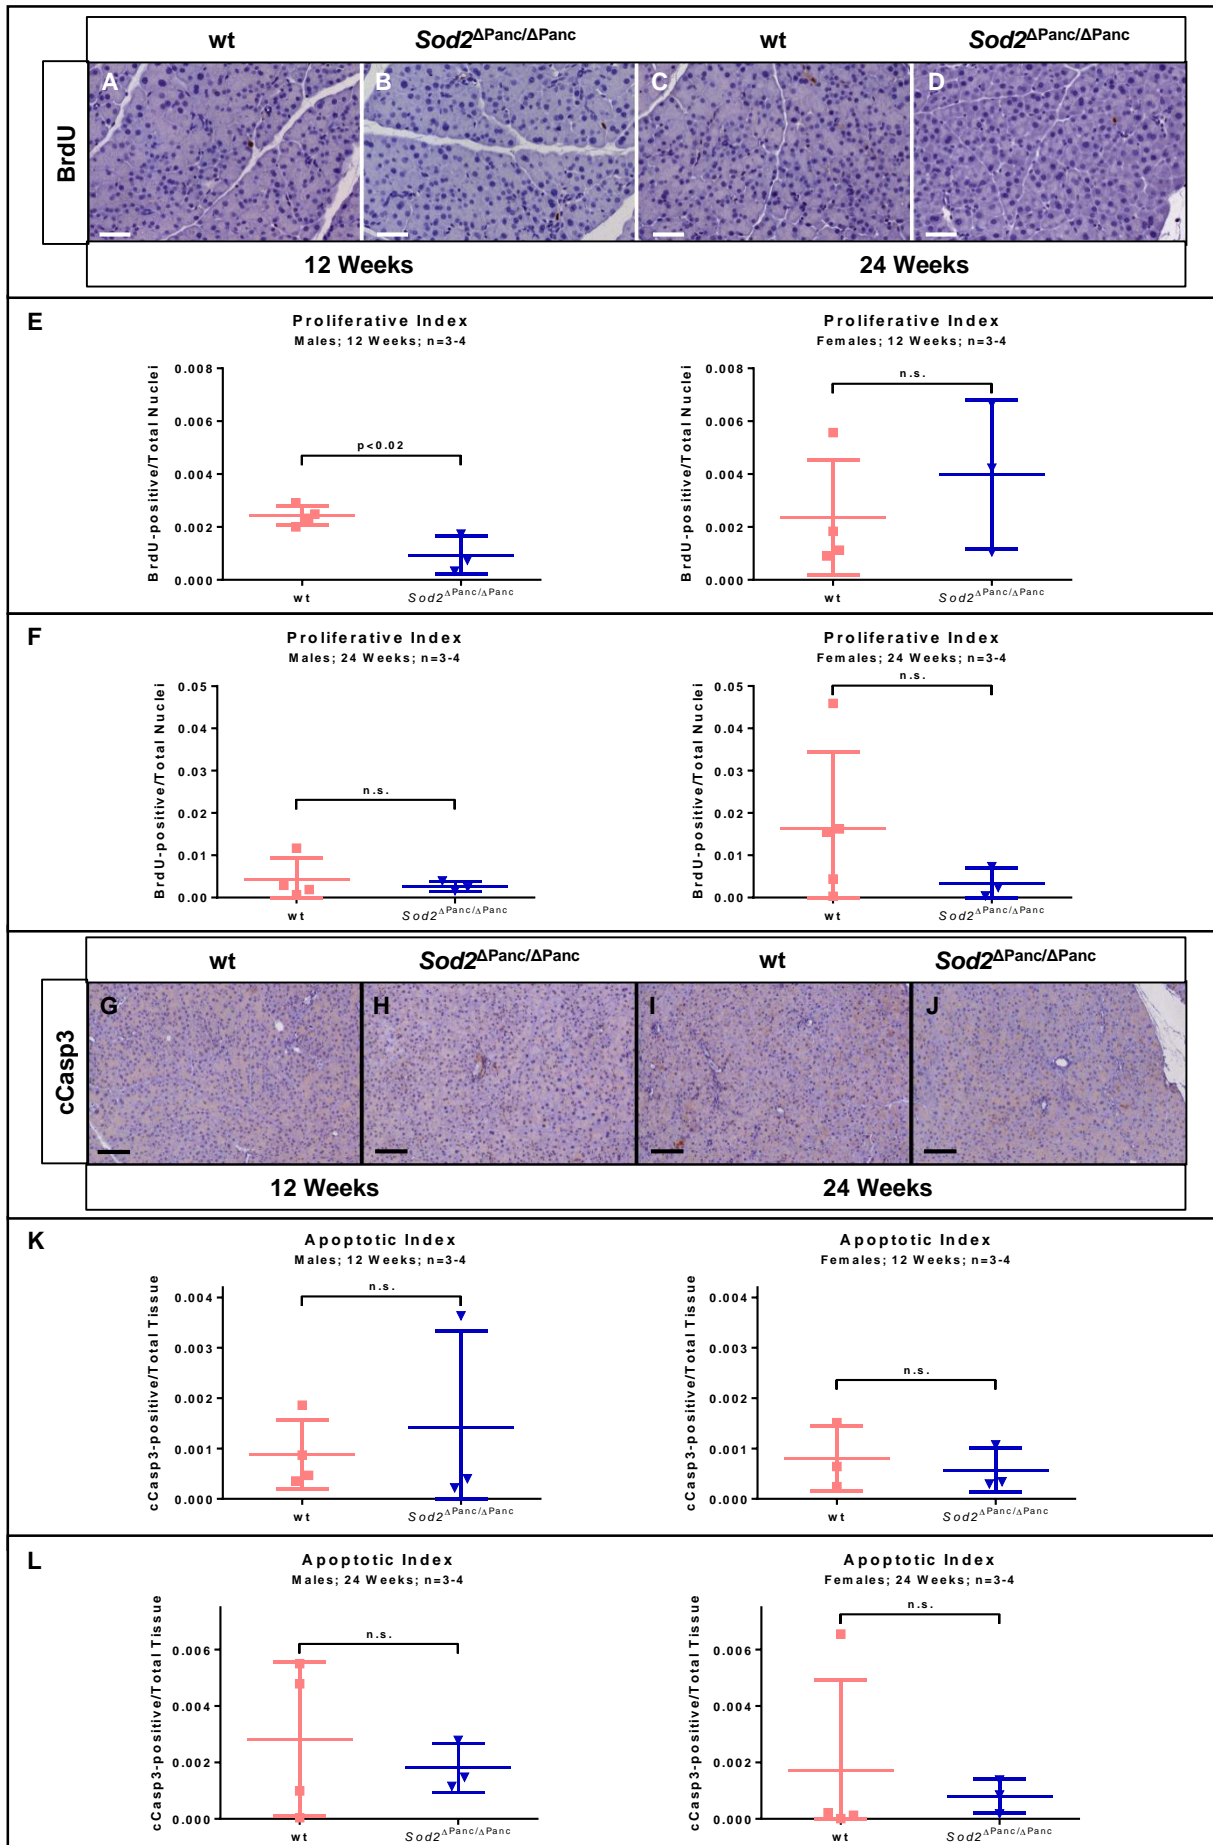 wt Sod2ΔPanc/ΔPanc wt Sod2ΔPanc/ΔPanc
BrdU
A B C D
12 Weeks 24 Weeks
E
Proliferative Index
Males; 12 Weeks; n=3-4
BrdU-positive/Total Nuclei
0.008
0.006
0.004
0.002
0.000
p<0.02
wt Sod2ΔPanc/ΔPanc
Proliferative Index
Females; 12 Weeks; n=3-4
BrdU-positive/Total Nuclei
0.008
0.006
0.004
0.002
0.000
n.s.
wt Sod2ΔPanc/ΔPanc
F
Proliferative Index
Males; 24 Weeks; n=3-4
BrdU-positive/Total Nuclei
0.05
0.04
0.03
0.02
0.01
0.00
n.s.
wt Sod2ΔPanc/ΔPanc
Proliferative Index
Females; 24 Weeks; n=3-4
BrdU-positive/Total Nuclei
0.05
0.04
0.03
0.02
0.01
0.00
n.s.
wt Sod2ΔPanc/ΔPanc
wt Sod2ΔPanc/ΔPanc wt Sod2ΔPanc/ΔPanc
cCasp3
G H I J
12 Weeks 24 Weeks
K
Apoptotic Index
Males; 12 Weeks; n=3-4
cCasp3-positive/Total Tissue
0.004
0.003
0.002
0.001
0.000
n.s.
wt Sod2ΔPanc/ΔPanc
Apoptotic Index
Females; 12 Weeks; n=3-4
cCasp3-positive/Total Tissue
0.004
0.003
0.002
0.001
0.000
n.s.
wt Sod2ΔPanc/ΔPanc
L
Apoptotic Index
Males; 24 Weeks; n=3-4
cCasp3-positive/Total Tissue
0.006
0.004
0.002
0.000
n.s.
wt Sod2ΔPanc/ΔPanc
Apoptotic Index
Females; 24 Weeks; n=3-4
cCasp3-positive/Total Tissue
0.006
0.004
0.002
0.000
n.s.
wt Sod2ΔPanc/ΔPanc